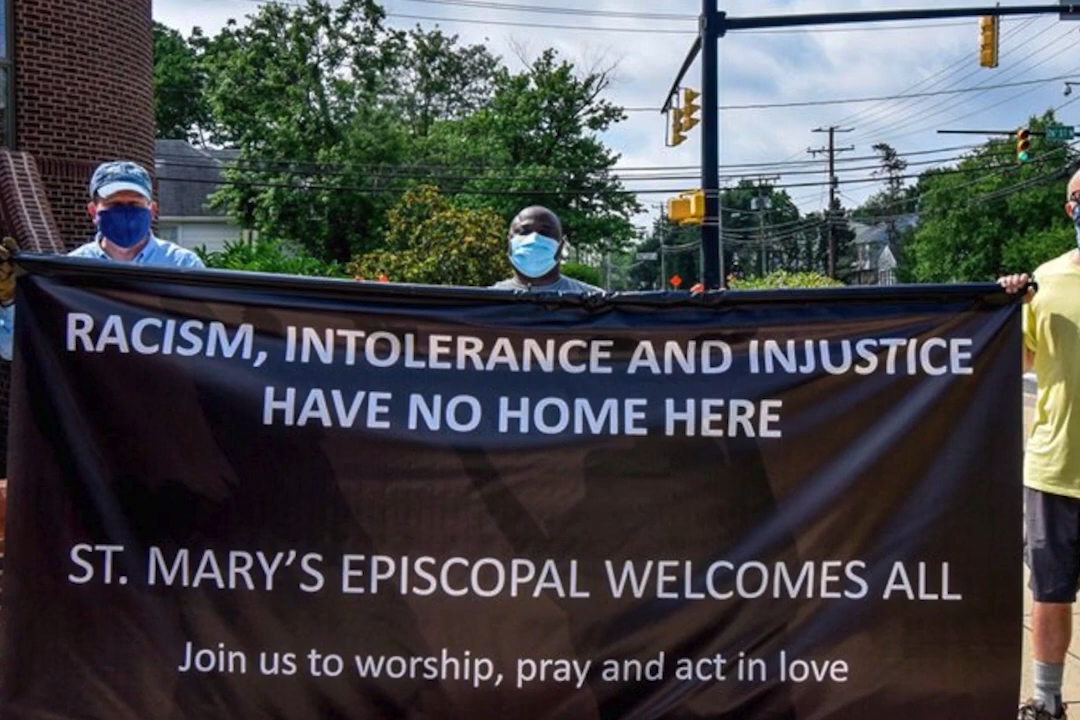 RACISM, INTOLERANCE AND INJUSTICE
HAVE NO HOME HERE
ST. MARY'S EPISCOPAL WELCOMES ALL
Join us to worship, pray and act in love